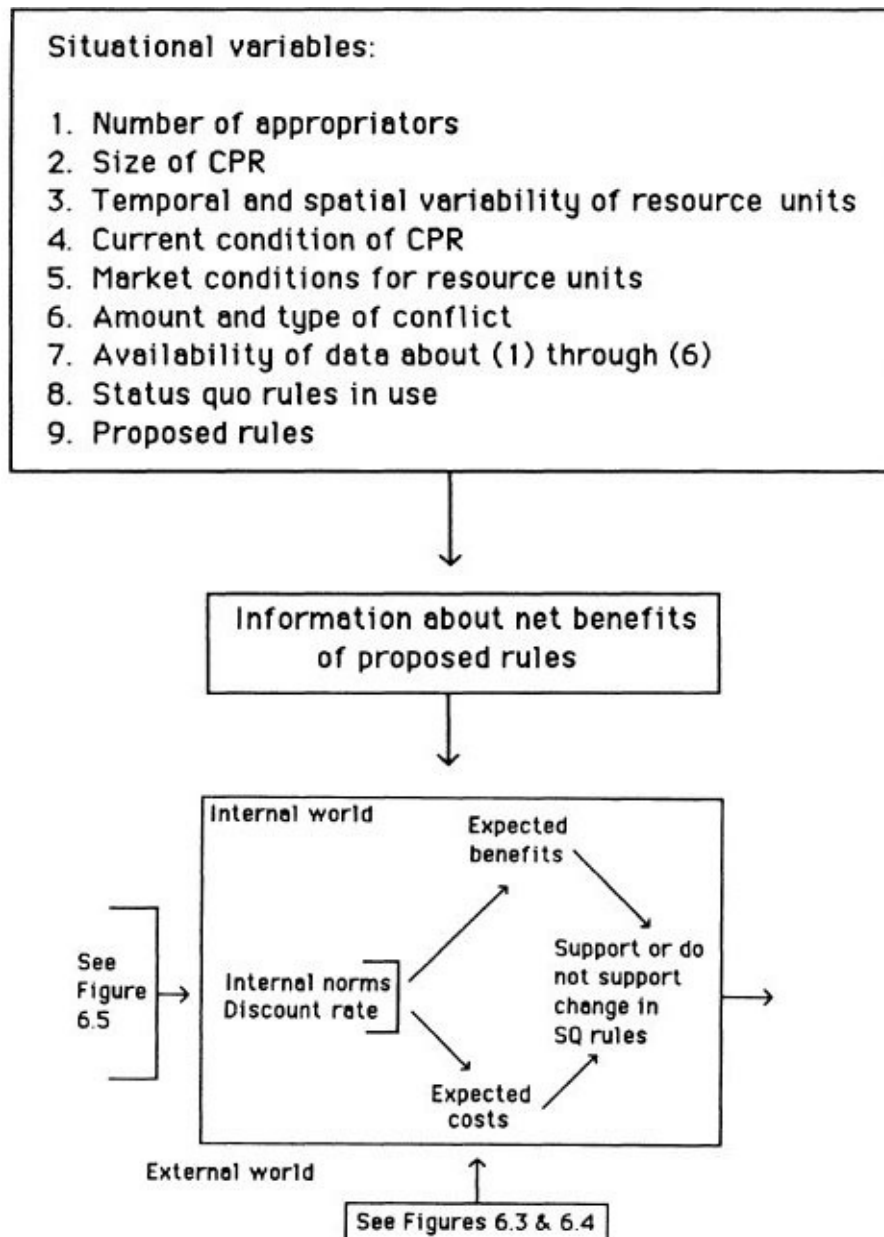 Situational variables:
1. Number of appropriators
2. Size of CPR
3. Temporal and spatial variability of resource units
4. Current condition of CPR
5. Market conditions for resource units
6. Amount and type of conflict
7. Availability of data about (1) through (6)
8. Status quo rules in use
9. Proposed rules
Information about net benefits
of proposed rules
Internal world
Expected
benefits
See
Figure
6.5
Internal norms
Discount rate
Support or do
not support
change in
SQ rules
Expected
costs
External world
See Figures 6.3 & 6.4